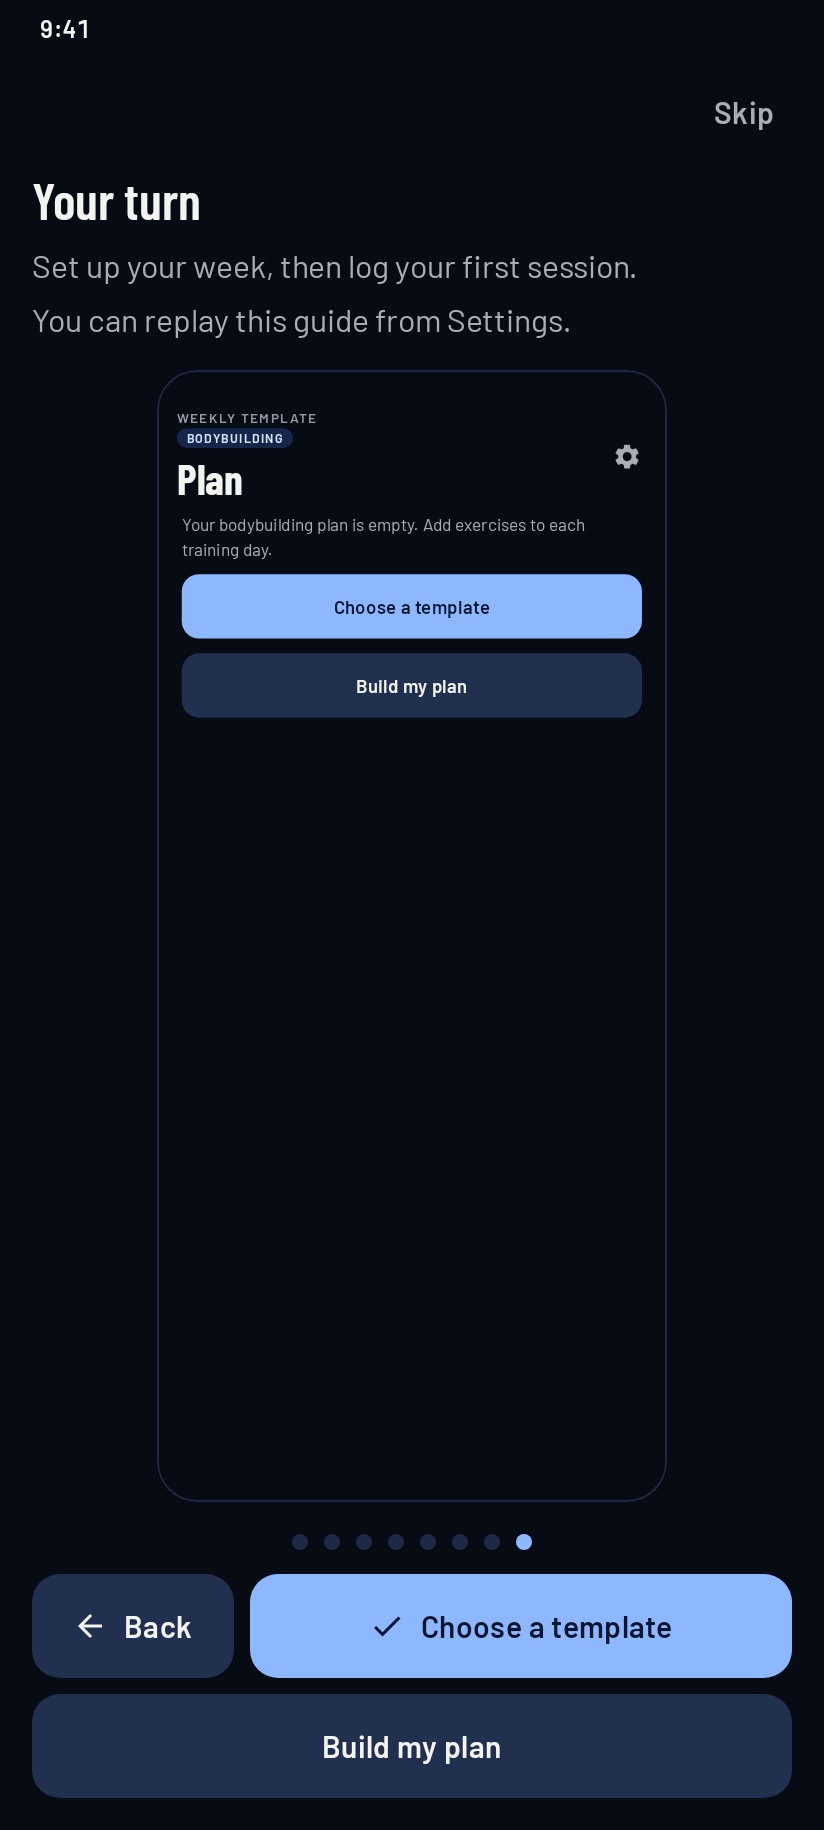 9:41
Skip
Your turn
Set up your week, then log your first session.
You can replay this guide from Settings.
WEEKLY TEMPLATE
BODYBUILDING
Plan
Your bodybuilding plan is empty. Add exercises to each
training day.
Choose a template
Build my plan
Back
Choose a template
Build my plan